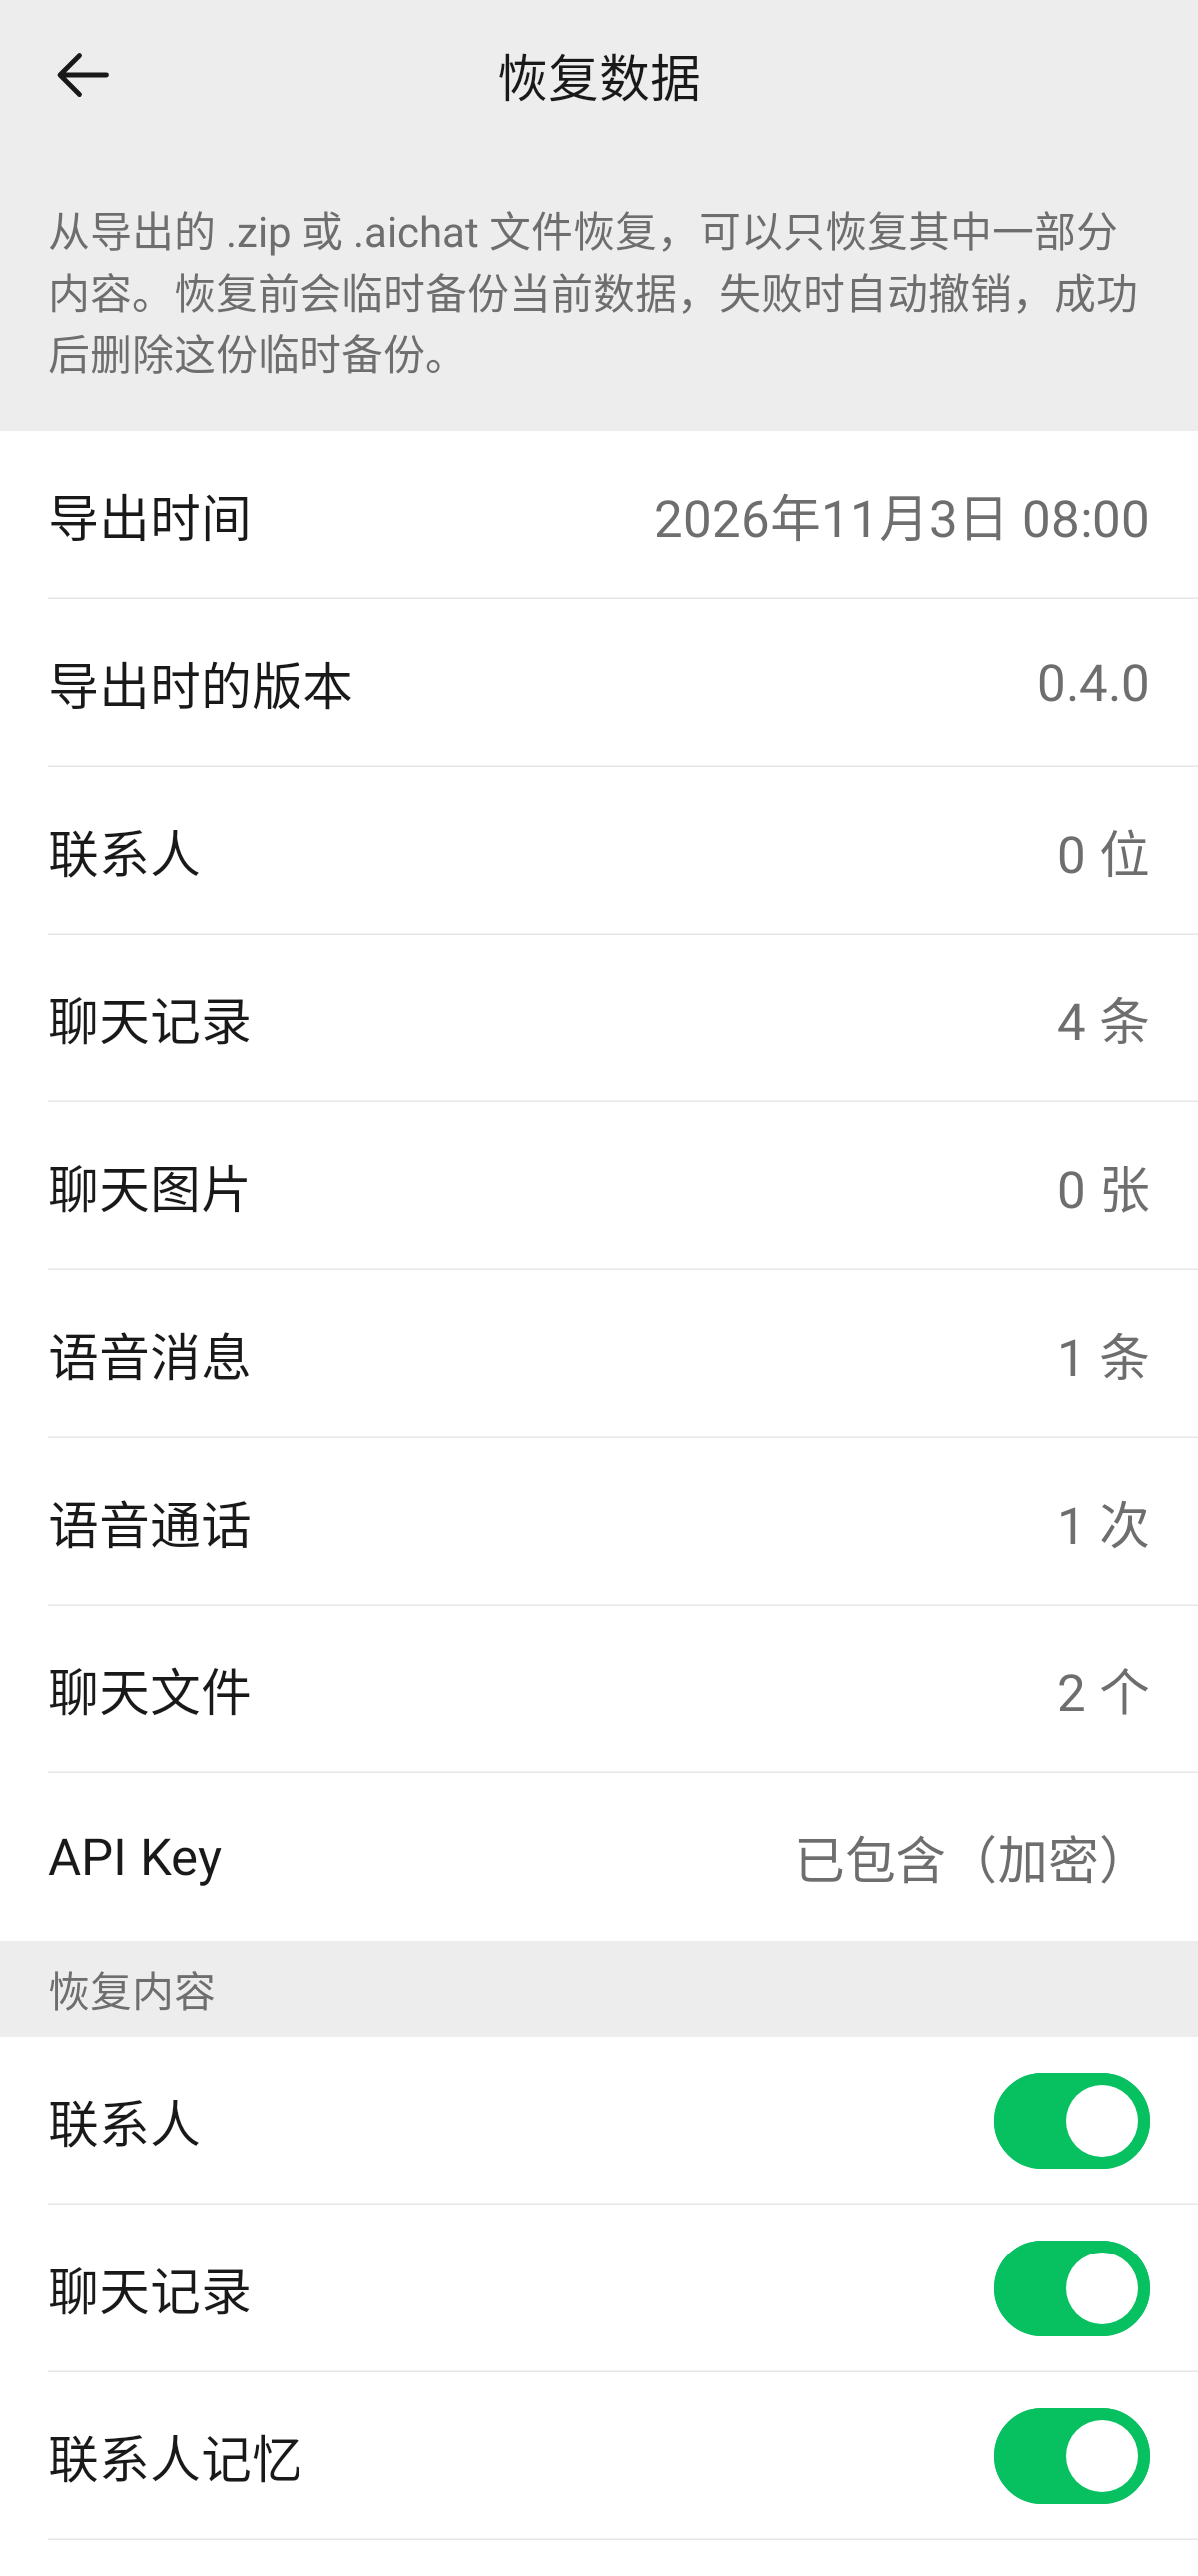 恢复数据
从导出的 .zip 或 .aichat 文件恢复，可以只恢复其中一部分
内容。恢复前会临时备份当前数据，失败时自动撤销，成功
后删除这份临时备份。
导出时间 2026年11月3日 08:00
导出时的版本 0.4.0
联系人 0 位
聊天记录 4 条
聊天图片 0 张
语音消息 1 条
语音通话 1 次
聊天文件 2 个
API Key 已包含（加密）
恢复内容
联系人
聊天记录
联系人记忆